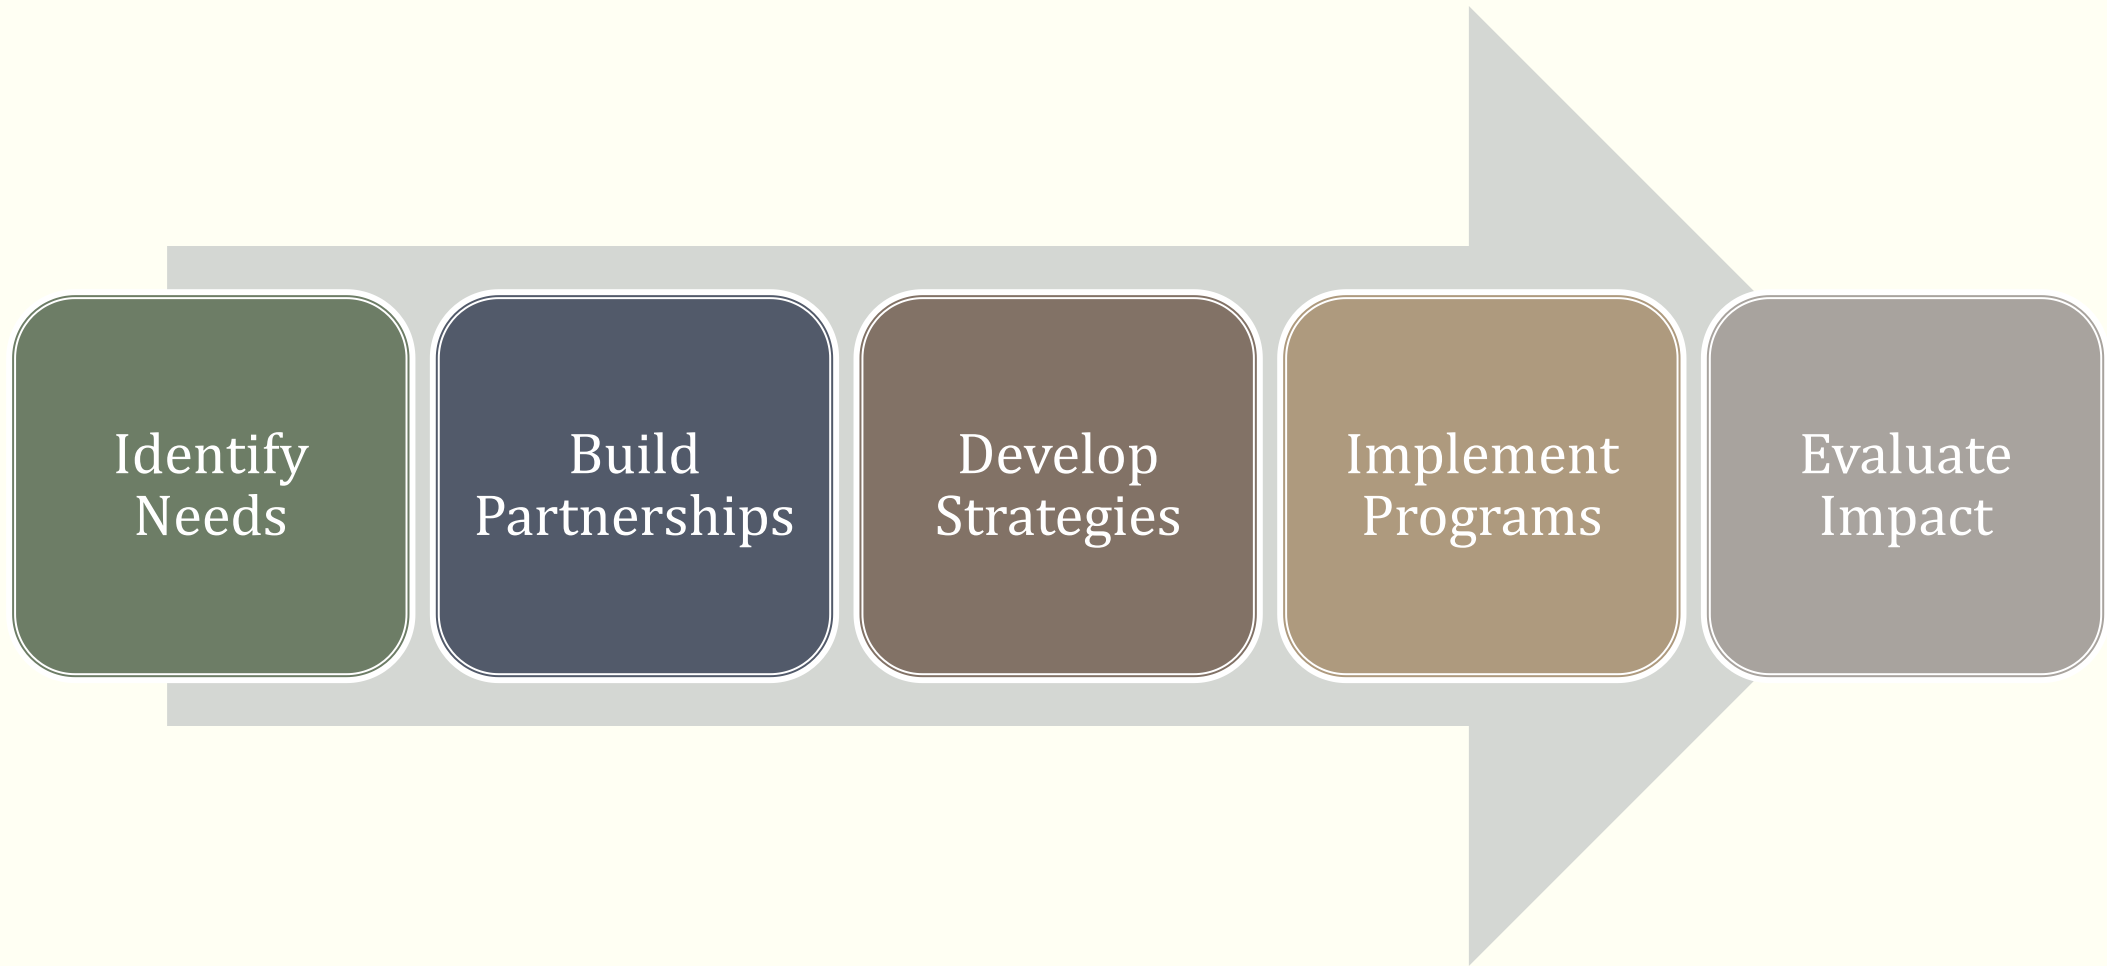 Identify
Needs
Build
Partnerships
Develop
Strategies
Implement
Programs
Evaluate
Impact